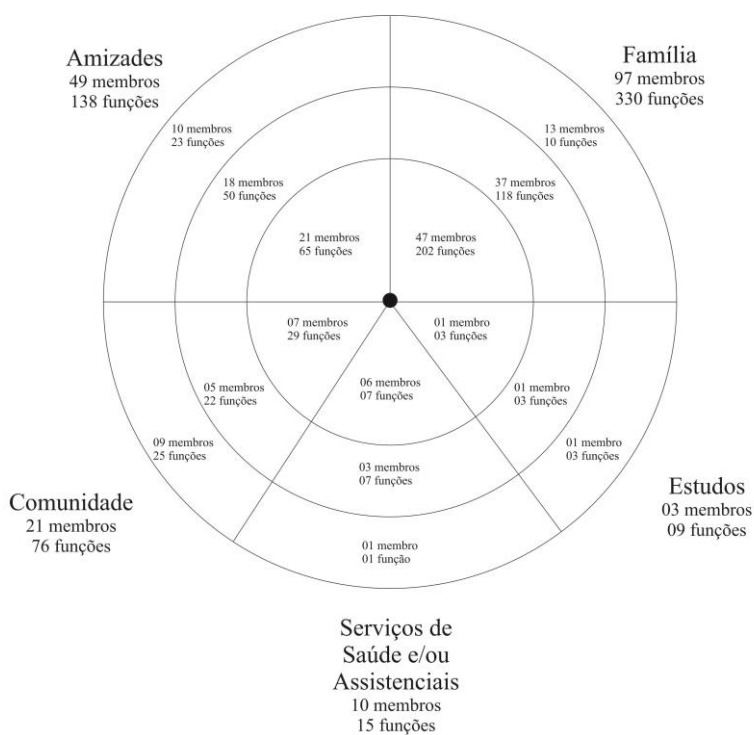 Amizades
49 membros
138 funções
Família
97 membros
330 funções
10 membros
23 funções
13 membros
10 funções
18 membros
50 funções
37 membros
118 funções
21 membros
65 funções
47 membros
202 funções
07 membros
29 funções
01 membro
03 funções
06 membros
07 funções
05 membros
22 funções
01 membro
03 funções
09 membros
25 funções
01 membro
03 funções
03 membros
07 funções
01 membro
01 função
Comunidade
21 membros
76 funções
Estudos
03 membros
09 funções
Serviços de
Saúde e/ou
Assistenciais
10 membros
15 funções